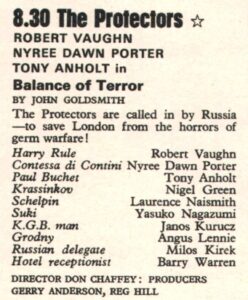 8.30 The Protectors ☆
ROBERT VAUGHN
NYREE DAWN PORTER
TONY ANHOLT in
Balance of Terror
BY JOHN GOLDSMITH
The Protectors are called in by Russia
—to save London from the horrors of
germ warfare!
Harry Rule Robert Vaughn
Contessa di Contini Nyree Dawn Porter
Paul Buchet Tony Anholt
Krassinkov Nigel Green
Schelpin Laurence Naismith
Suki Yasuko Nagazumi
K.G.B. man Janos Kurucz
Grodny Angus Lennie
Russian delegate Milos Kirek
Hotel receptionist Barry Warren
DIRECTOR DON CHAFFEY: PRODUCERS
GERRY ANDERSON, REG HILL